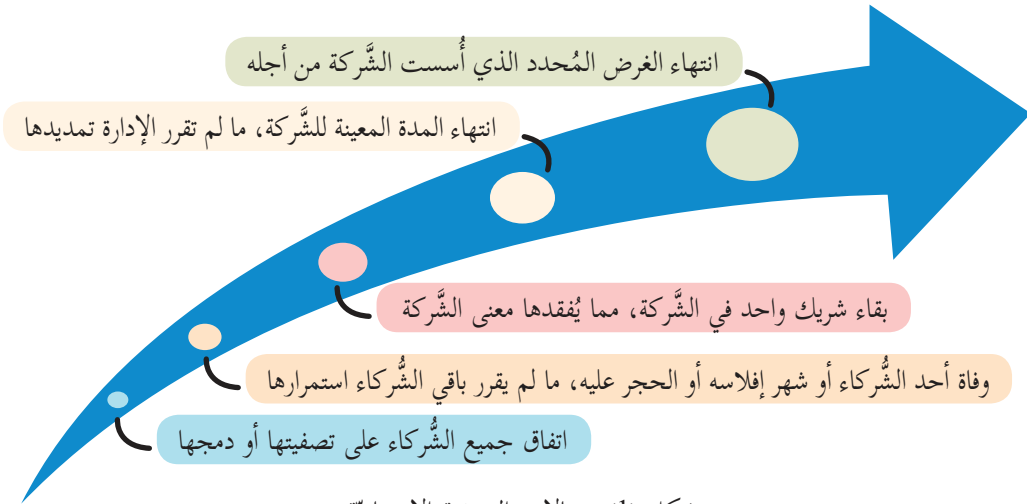 انتهاء الغرض المُحدد الذي أُسست الشَّركة من أجله
انتهاء المدة المعينة للشَّركة، ما لم تقرر الإدارة تمديدها
بقاء شريك واحد في الشَّركة، مما يُفقدها معنى الشَّركة
وفاة أحد الشُّركاء أو شهر إفلاسه أو الحجر عليه، ما لم يقرر باقي الشُّركاء استمرارها
اتفاق جميع الشُّركاء على تصفيتها أو دمجها